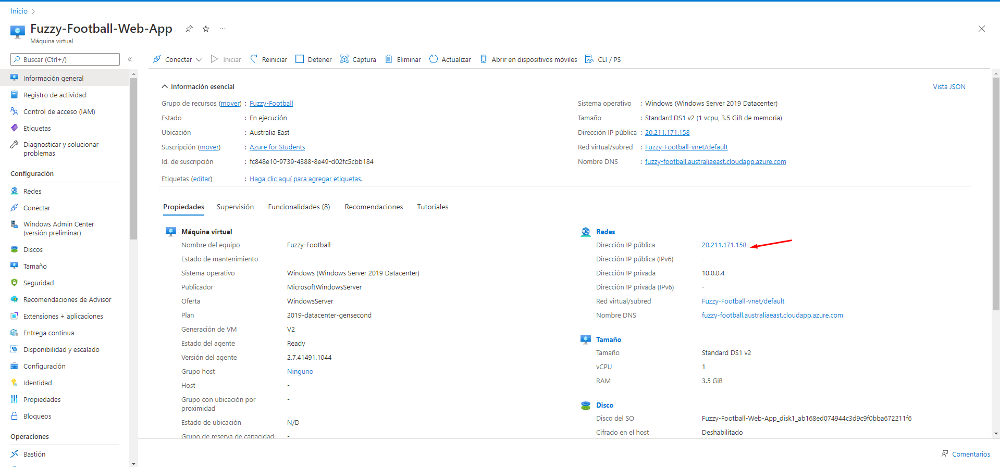 Inicio
Fuzzy-Football-Web-App
Máquina virtual
Buscar (Ctrl+/)
Conectar
Iniciar
Reiniciar
Detener
Captura
Eliminar
Actualizar
Abrir en dispositivos móviles
CLI / PS
Información general
Registro de actividad
Control de acceso (IAM)
Etiquetas
Diagnosticar y solucionar
problemas
Configuración
Redes
Conectar
Windows Admin Center
(versión preliminar)
Discos
Tamaño
Seguridad
Recomendaciones de Advisor
Extensiones + aplicaciones
Entrega continua
Disponibilidad y escalado
Configuración
Identidad
Propiedades
Bloqueos
Operaciones
Bastión
Información esencial
Vista JSON
Grupo de recursos (mover) : Fuzzy-Football
Estado : En ejecución
Ubicación : Australia East
Suscripción (mover) : Azure for Students
Id. de suscripción : fc848e10-9739-4388-8e49-d02fc5cbb184
Etiquetas (editar) : Haga clic aquí para agregar etiquetas.
Sistema operativo : Windows (Windows Server 2019 Datacenter)
Tamaño : Standard DS1 v2 (1 vcpu, 3.5 GiB de memoria)
Dirección IP pública : 20.211.171.158
Red virtual/subred : Fuzzy-Football-vnet/default
Nombre DNS : fuzzy-football.australiaeast.cloudapp.azure.com
Propiedades
Supervisión
Funcionalidades (8)
Recomendaciones
Tutoriales
Máquina virtual
Nombre del equipo Fuzzy-Football-
Estado de mantenimiento -
Sistema operativo Windows (Windows Server 2019 Datacenter)
Publicador MicrosoftWindowsServer
Oferta WindowsServer
Plan 2019-datacenter-gensecond
Generación de VM V2
Estado del agente Ready
Versión del agente 2.7.41491.1044
Grupo host Ninguno
Host -
Grupo con ubicación por -
proximidad
Estado de ubicación N/D
Grupo de reserva de capacidad -
Redes
Dirección IP pública 20.211.171.158
Dirección IP pública (IPv6) -
Dirección IP privada 10.0.0.4
Dirección IP privada (IPv6) -
Red virtual/subred Fuzzy-Football-vnet/default
Nombre DNS fuzzy-football.australiaeast.cloudapp.azure.com
Tamaño
Tamaño Standard DS1 v2
vCPU 1
RAM 3.5 GiB
Disco
Disco del SO Fuzzy-Football-Web-App_disk1_ab168ed074944c3d9c9f0bba672211f6
Cifrado en el host Deshabilitado
Comentarios